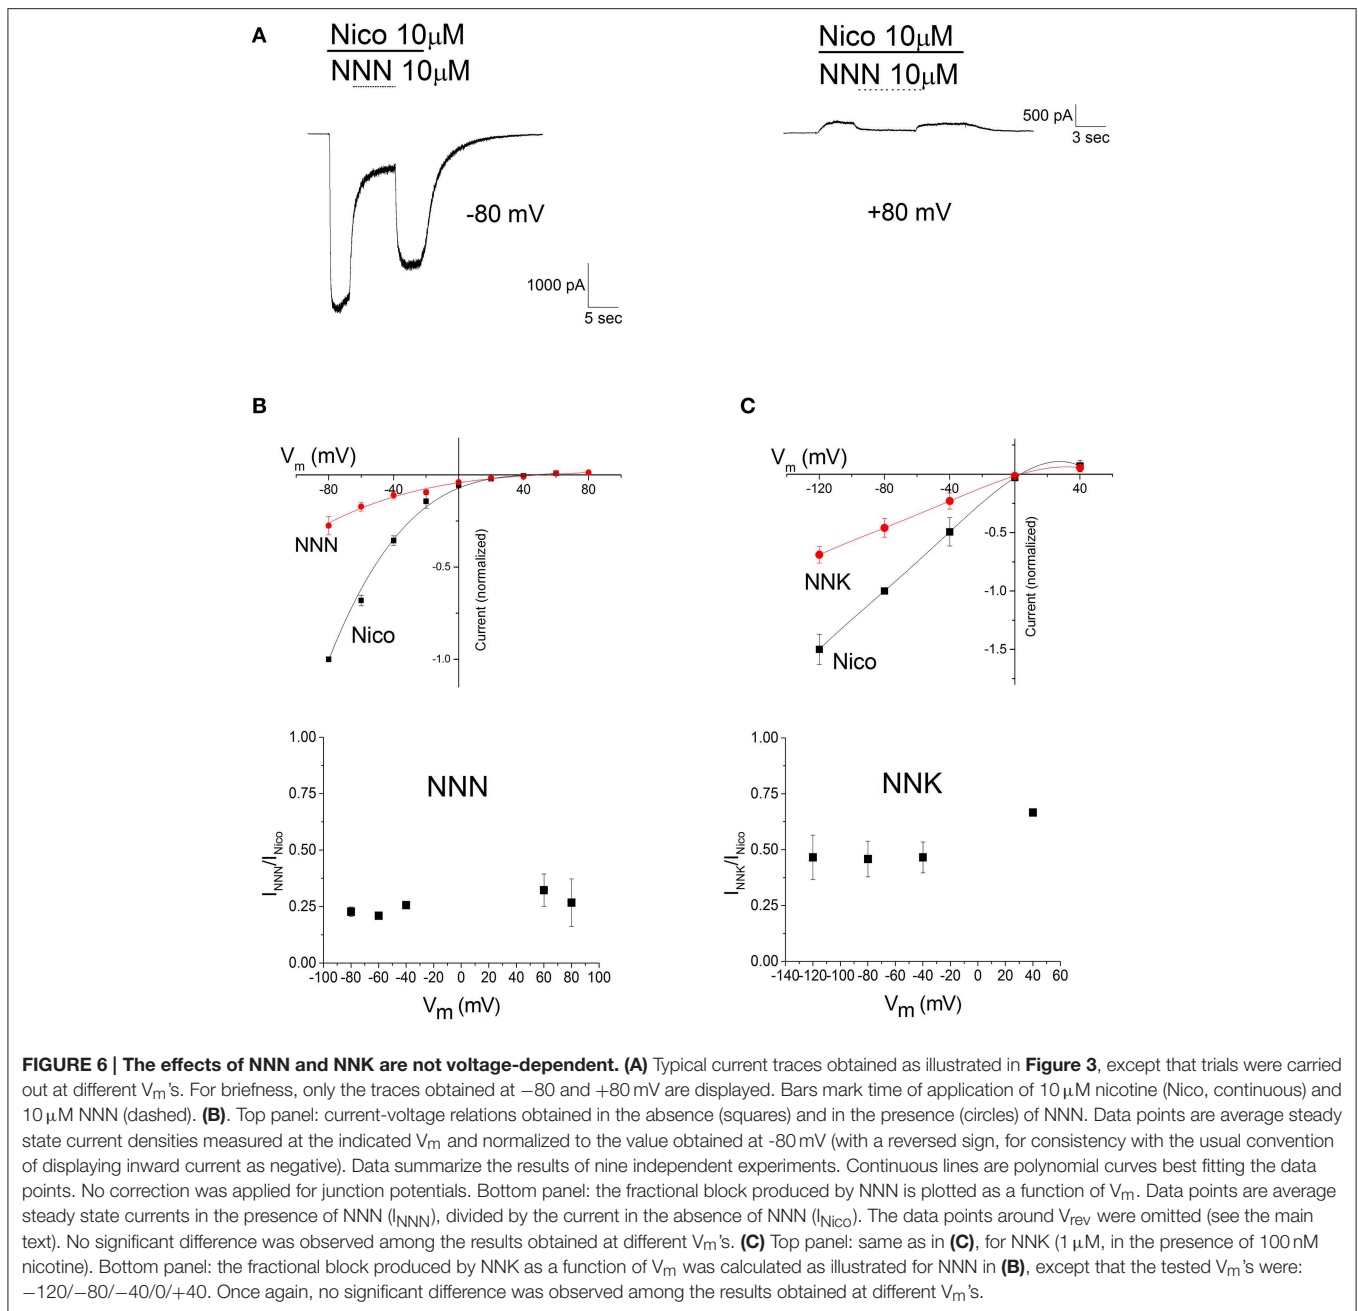 A
Nico 10μM
NNN 10μM
-80 mV
1000 pA
5 sec
Nico 10μM
NNN 10μM
500 pA
3 sec
+80 mV
B
Vm (mV)
-80 -40 40 80
NNN
Nico
-0.5
-1.0
Current (normalized)
C
Vm (mV)
-120 -80 -40 0 40
NNK
Nico
-0.5
-1.0
-1.5
Current (normalized)
NNN
1.00
0.75
0.50
0.25
0.00
INNN/INico
-100 -80 -60 -40 -20 0 20 40 60 80 100
Vm (mV)
NNK
1.00
0.75
0.50
0.25
0.00
INNK/INico
-140 -120 -100 -80 -60 -40 -20 0 20 40 60
Vm (mV)
FIGURE 6 | The effects of NNN and NNK are not voltage-dependent. (A) Typical current traces obtained as illustrated in Figure 3, except that trials were carried
out at different Vm's. For briefness, only the traces obtained at −80 and +80 mV are displayed. Bars mark time of application of 10 μM nicotine (Nico, continuous) and
10 μM NNN (dashed). (B). Top panel: current-voltage relations obtained in the absence (squares) and in the presence (circles) of NNN. Data points are average steady
state current densities measured at the indicated Vm and normalized to the value obtained at -80 mV (with a reversed sign, for consistency with the usual convention
of displaying inward current as negative). Data summarize the results of nine independent experiments. Continuous lines are polynomial curves best fitting the data
points. No correction was applied for junction potentials. Bottom panel: the fractional block produced by NNN is plotted as a function of Vm. Data points are average
steady state currents in the presence of NNN (INNN), divided by the current in the absence of NNN (INico). The data points around Vrev were omitted (see the main
text). No significant difference was observed among the results obtained at different Vm's. (C) Top panel: same as in (C), for NNK (1 μM, in the presence of 100 nM
nicotine). Bottom panel: the fractional block produced by NNK as a function of Vm was calculated as illustrated for NNN in (B), except that the tested Vm's were:
−120/−80/−40/0/+40. Once again, no significant difference was observed among the results obtained at different Vm's.